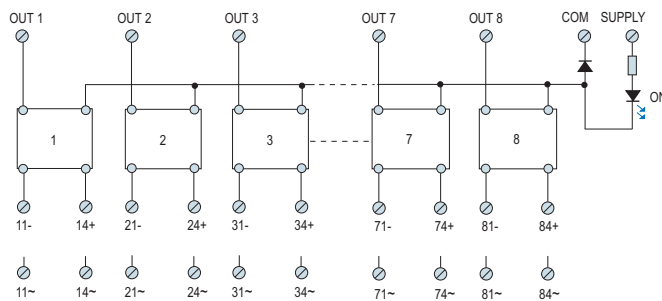 OUT 1 OUT 2 OUT 3 OUT 7 OUT 8 COM SUPPLY
ON
1 2 3 7 8
11- 14+ 21- 24+ 31- 34+ 71- 74+ 81- 84+
11~ 14~ 21~ 24~ 31~ 34~ 71~ 74~ 81~ 84~